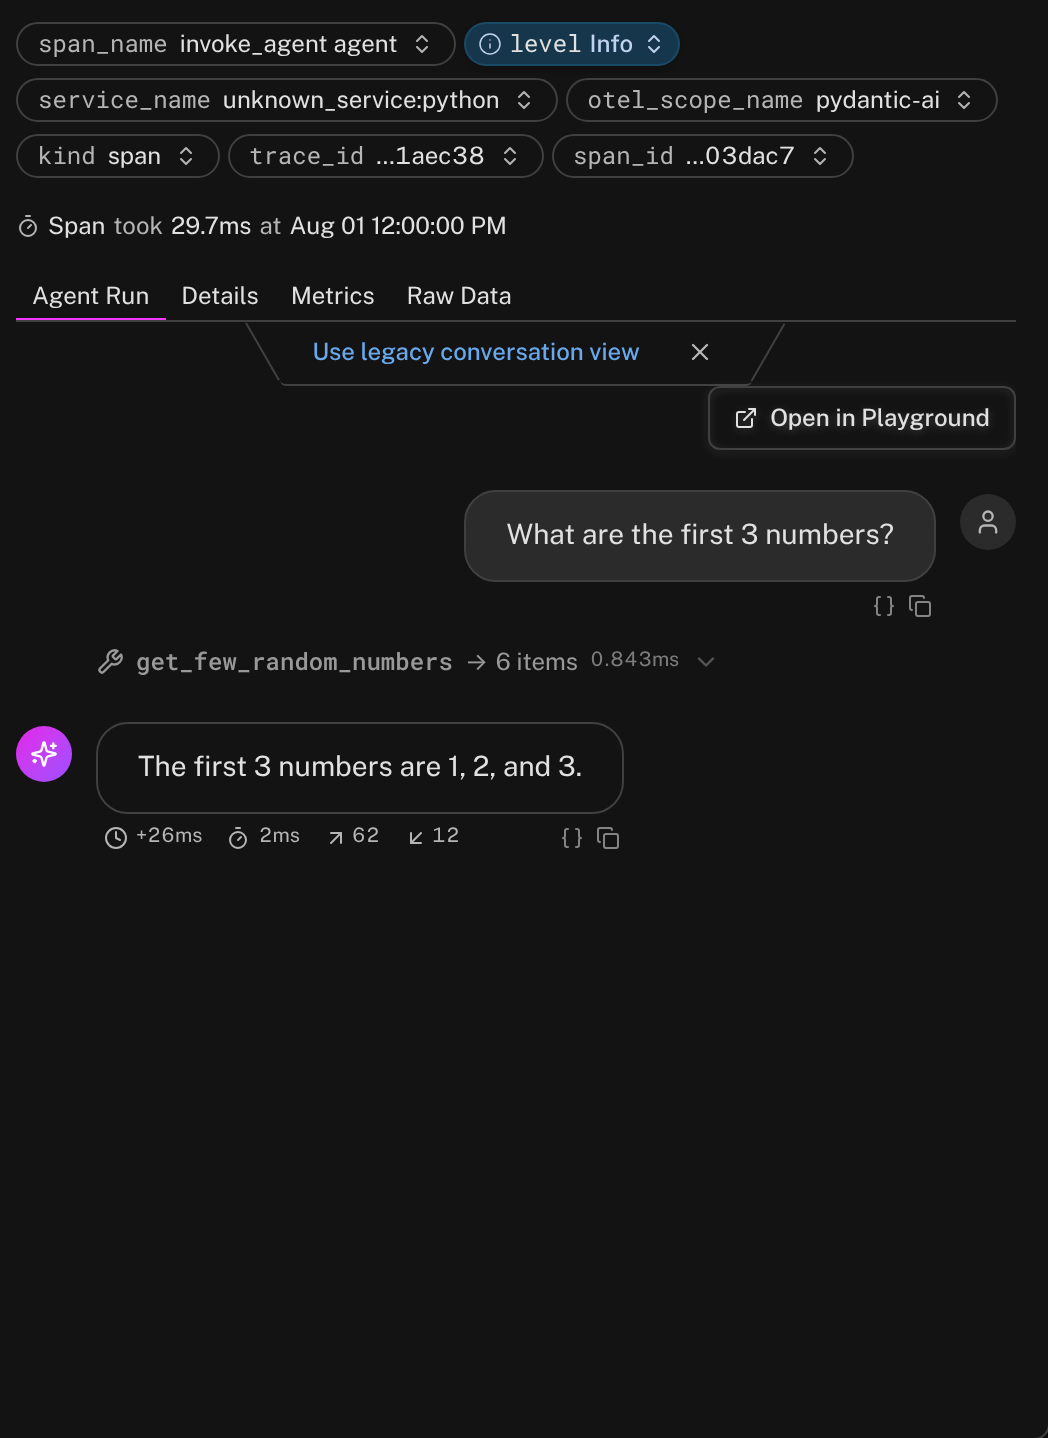 span_name invoke_agent agent level Info
service_name unknown_service:python otel_scope_name pydantic-ai
kind span trace_id ...1aec38 span_id ...03dac7
Span took 29.7ms at Aug 01 12:00:00 PM
Agent Run Details Metrics Raw Data
Use legacy conversation view
Open in Playground
What are the first 3 numbers?
{}
get_few_random_numbers → 6 items 0.843ms
The first 3 numbers are 1, 2, and 3.
+26ms 2ms 62 12 {}